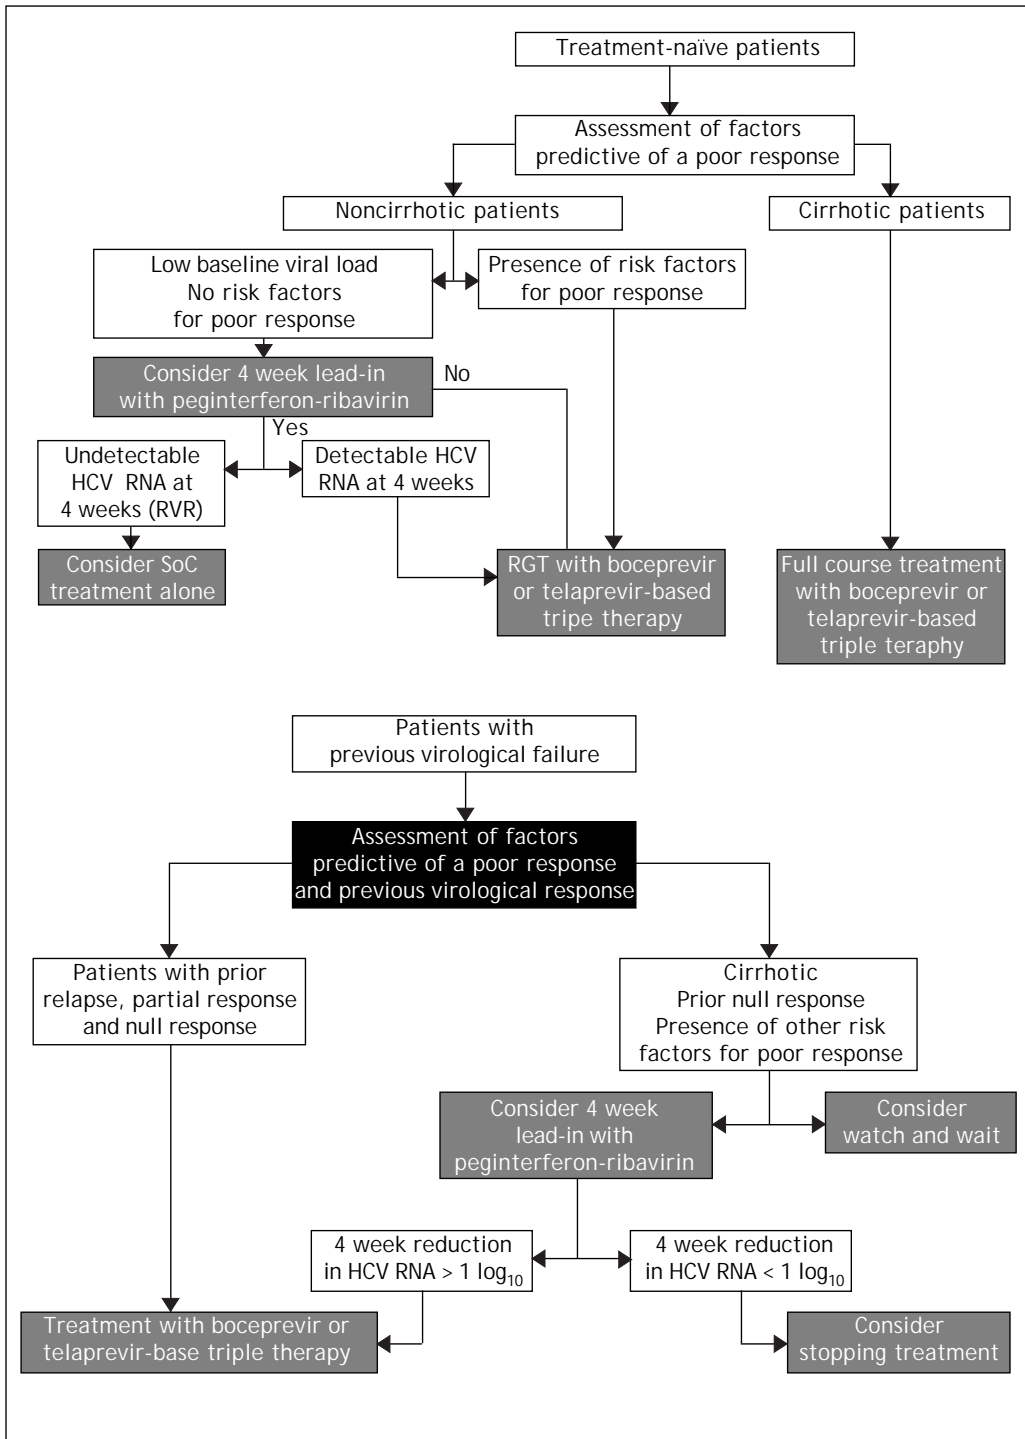 Treatment-naïve patients
Assessment of factors
predictive of a poor response
Noncirrhotic patients
Cirrhotic patients
Low baseline viral load
No risk factors
for poor response
Presence of risk factors
for poor response
Consider 4 week lead-in
with peginterferon-ribavirin
No
Yes
Undetectable
HCV RNA at
4 weeks (RVR)
Detectable HCV
RNA at 4 weeks
Consider SoC
treatment alone
RGT with boceprevir
or telaprevir-based
tripe therapy
Full course treatment
with boceprevir or
telaprevir-based
triple teraphy
Patients with
previous virological failure
Assessment of factors
predictive of a poor response
and previous virological response
Patients with prior
relapse, partial response
and null response
Cirrhotic
Prior null response
Presence of other risk
factors for poor response
Consider 4 week
lead-in with
peginterferon-ribavirin
Consider
watch and wait
4 week reduction
in HCV RNA > 1 log₁₀
4 week reduction
in HCV RNA < 1 log₁₀
Treatment with boceprevir or
telaprevir-base triple therapy
Consider
stopping treatment